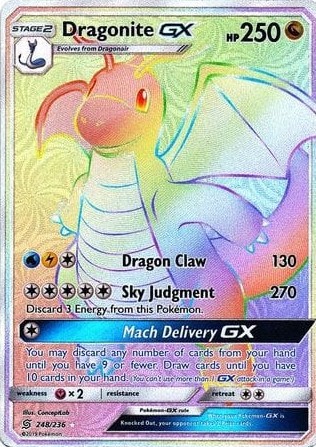 STAGE2 Dragonite GX HP 250
Evolves from Dragonair
Dragon Claw 130
Sky Judgment 270
Discard 3 Energy from this Pokémon.
Mach Delivery GX
You may discard any number of cards from your hand
until you have 9 or fewer. Draw cards until you have
10 cards in your hand. (You can't use more than 1 GX attack in a game.)
weakness ×2 resistance retreat
Pokémon-GX rule
When your Pokémon-GX is
Knocked Out, your opponent takes 2 Prize cards.
Illus. ConceptLab
248/236
©2019 Pokémon